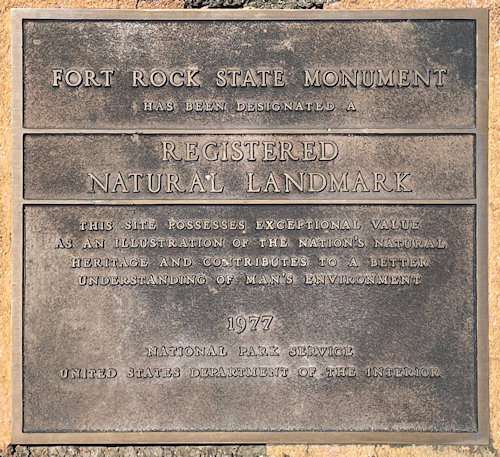 FORT ROCK STATE MONUMENT
HAS BEEN DESIGNATED A
REGISTERED
NATURAL LANDMARK
THIS SITE POSSESSES EXCEPTIONAL VALUE
AS AN ILLUSTRATION OF THE NATION'S NATURAL
HERITAGE AND CONTRIBUTES TO A BETTER
UNDERSTANDING OF MAN'S ENVIRONMENT
1977
NATIONAL PARK SERVICE
UNITED STATES DEPARTMENT OF THE INTERIOR